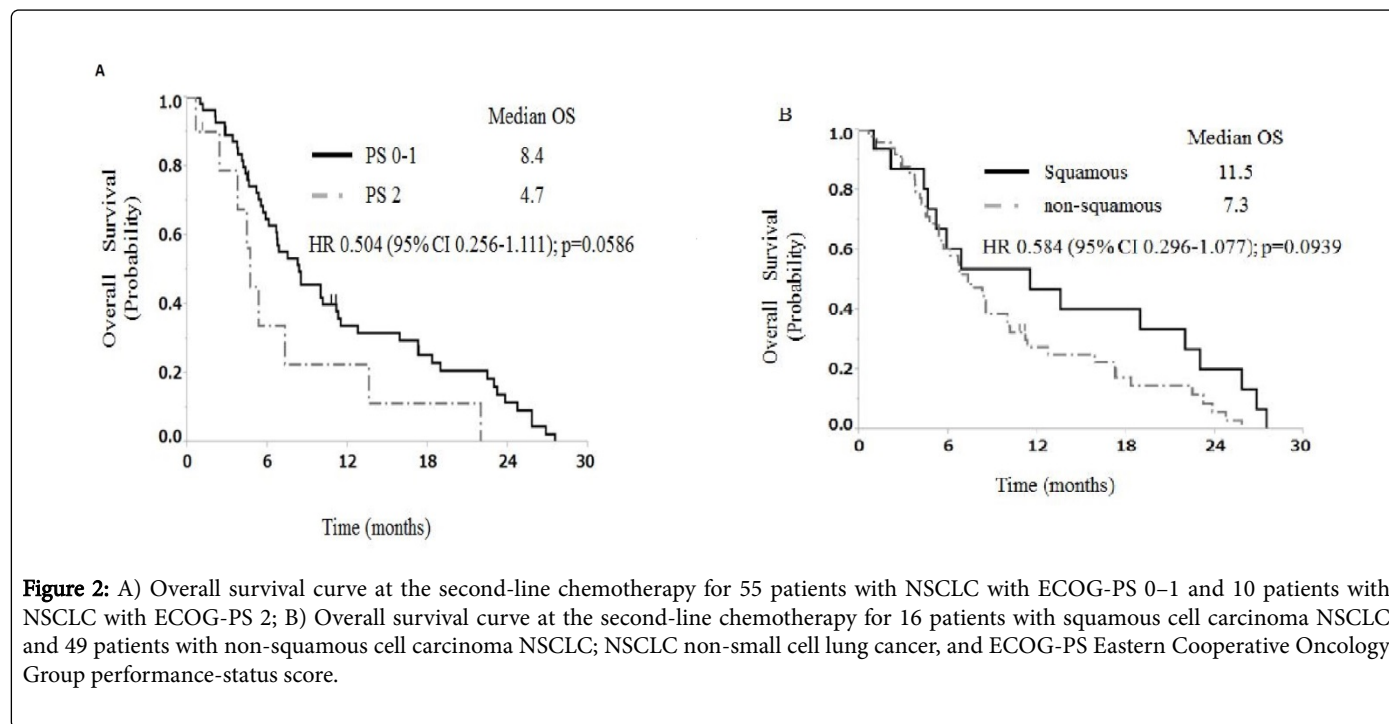 A
Overall Survival
(Probability)
1.0
0.8
0.6
0.4
0.2
0.0
0 6 12 18 24 30
Time (months)
Median OS
PS 0-1 8.4
PS 2 4.7
HR 0.504 (95% CI 0.256-1.111); p=0.0586
B
Overall Survival
(Probability)
1.0
0.8
0.6
0.4
0.2
0.0
0 6 12 18 24 30
Time (months)
Median OS
Squamous 11.5
non-squamous 7.3
HR 0.584 (95% CI 0.296-1.077); p=0.0939
Figure 2: A) Overall survival curve at the second-line chemotherapy for 55 patients with NSCLC with ECOG-PS 0–1 and 10 patients with
NSCLC with ECOG-PS 2; B) Overall survival curve at the second-line chemotherapy for 16 patients with squamous cell carcinoma NSCLC
and 49 patients with non-squamous cell carcinoma NSCLC; NSCLC non-small cell lung cancer, and ECOG-PS Eastern Cooperative Oncology
Group performance-status score.